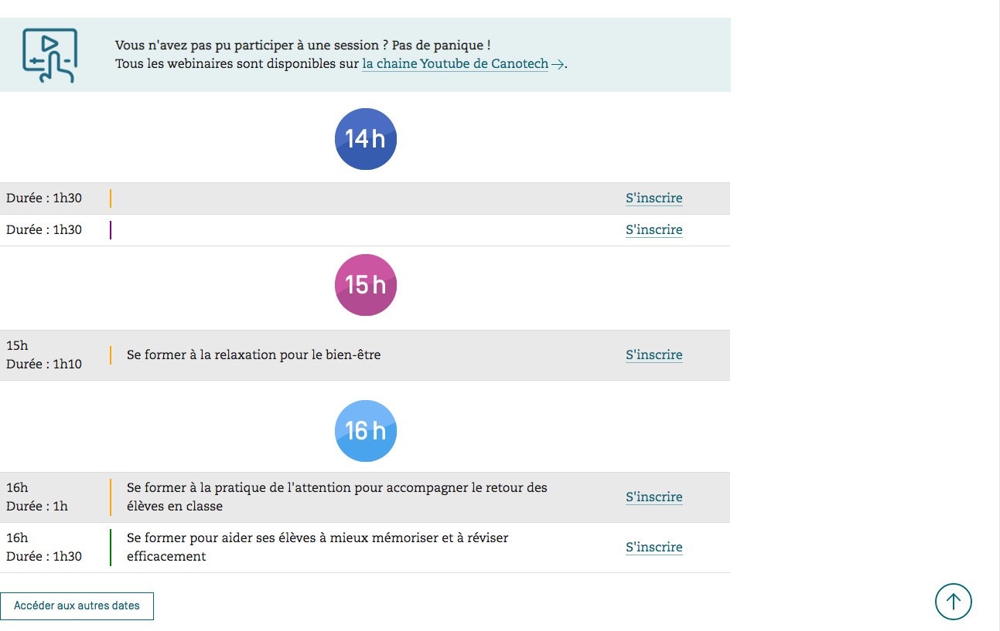 Vous n'avez pas pu participer à une session ? Pas de panique !
Tous les webinaires sont disponibles sur la chaine Youtube de Canotech →.
14 h
Durée : 1h30 S'inscrire
Durée : 1h30 S'inscrire
15 h
15h
Durée : 1h10
Se former à la relaxation pour le bien-être
S'inscrire
16 h
16h
Durée : 1h
Se former à la pratique de l'attention pour accompagner le retour des
élèves en classe
S'inscrire
16h
Durée : 1h30
Se former pour aider ses élèves à mieux mémoriser et à réviser
efficacement
S'inscrire
Accéder aux autres dates